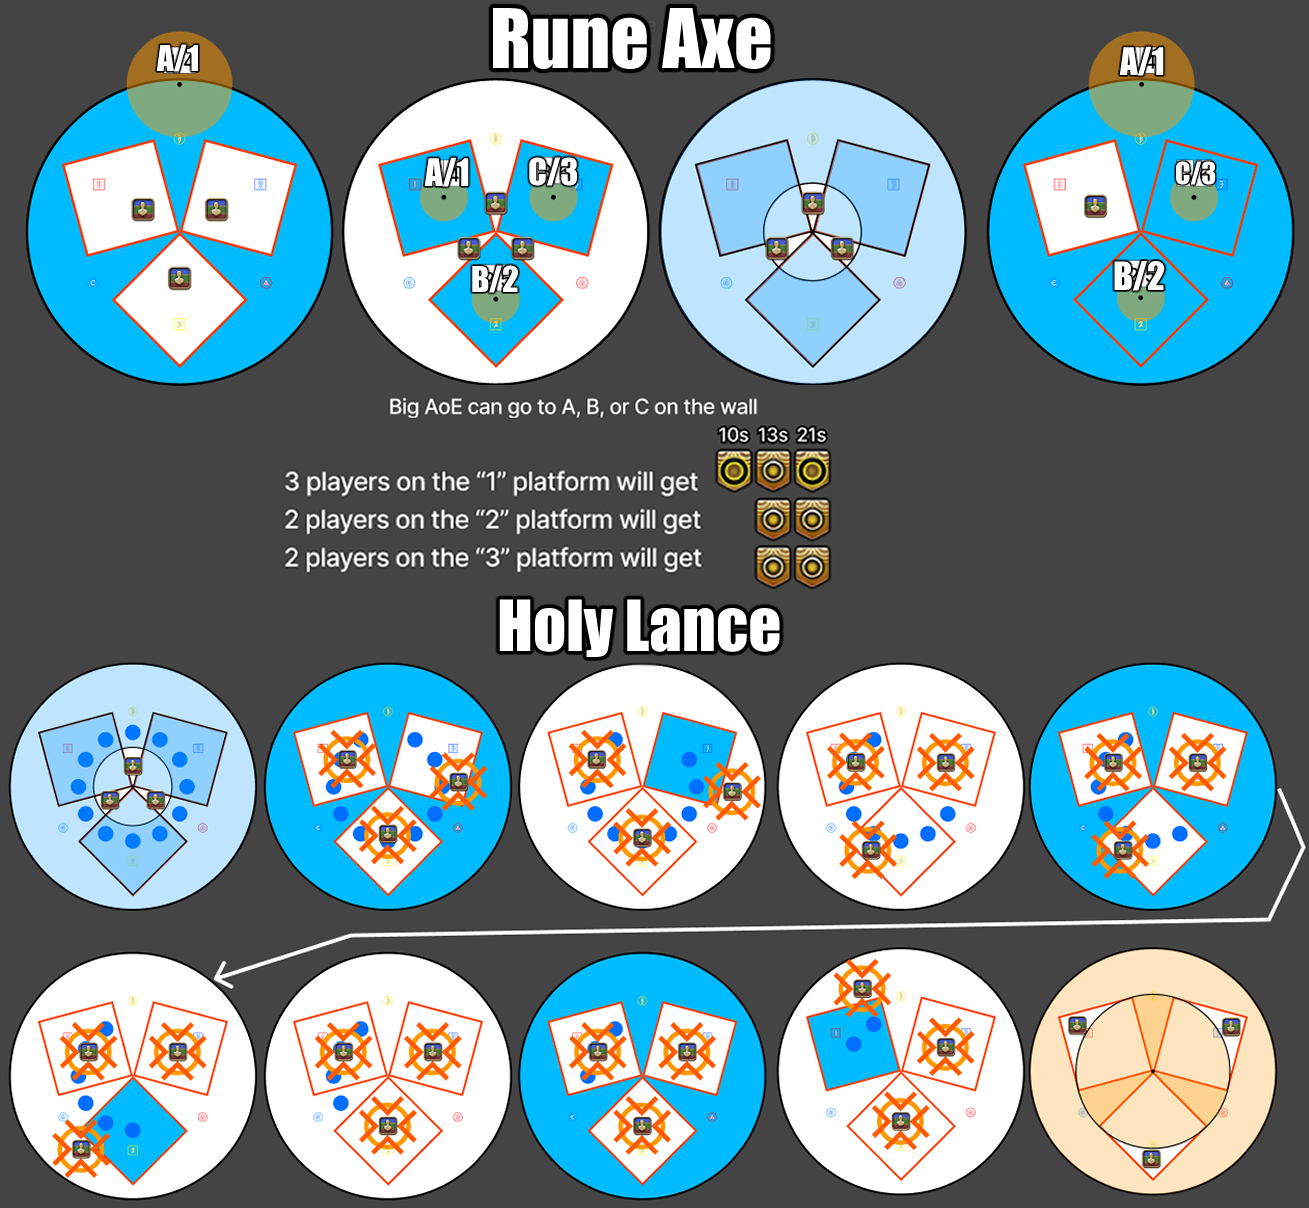 Rune Axe
A/1
A/1
C/3
B/2
A/1
C/3
B/2
Big AoE can go to A, B, or C on the wall
10s 13s 21s
3 players on the “1” platform will get
2 players on the “2” platform will get
2 players on the “3” platform will get
Holy Lance